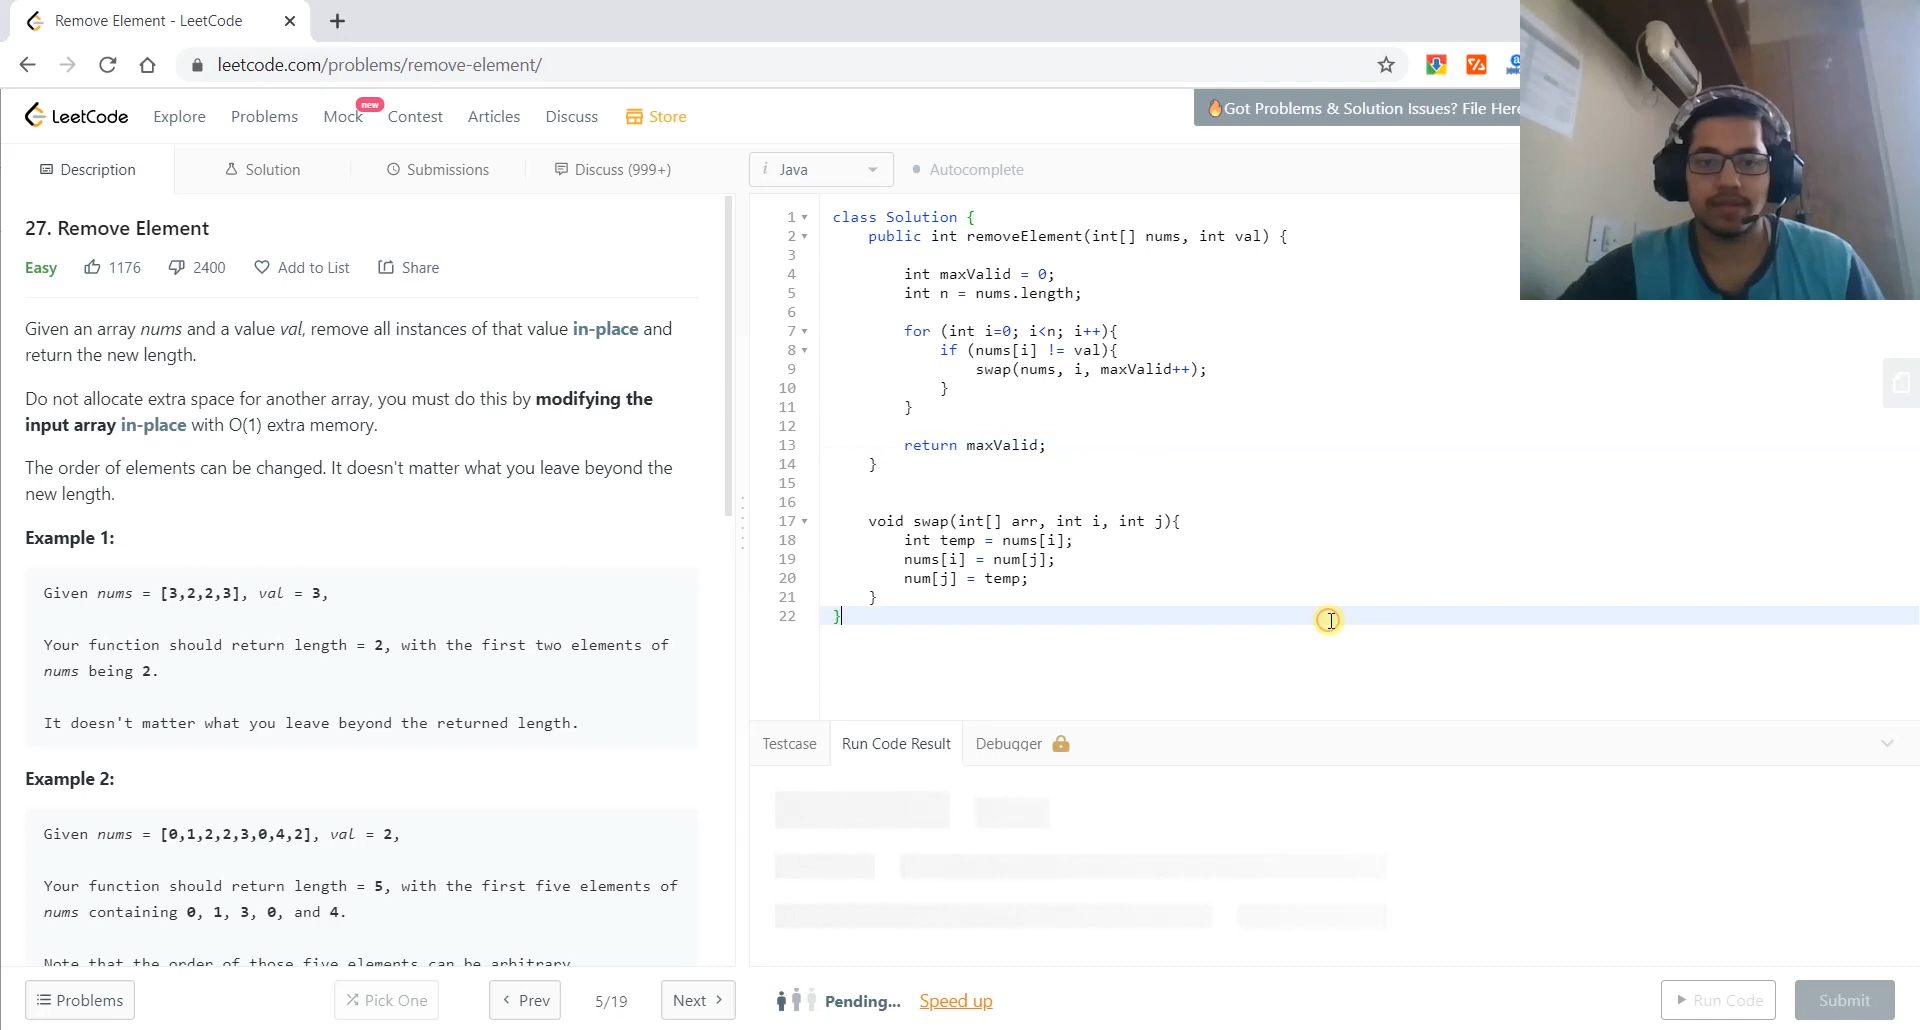 Remove Element - LeetCode
leetcode.com/problems/remove-element/
LeetCode
Explore
Problems
Mock
new
Contest
Articles
Discuss
Store
Got Problems & Solution Issues? File Here
Description
Solution
Submissions
Discuss (999+)
i Java
Autocomplete
27. Remove Element
Easy 1176 2400 Add to List Share
Given an array nums and a value val, remove all instances of that value in-place and
return the new length.
Do not allocate extra space for another array, you must do this by modifying the
input array in-place with O(1) extra memory.
The order of elements can be changed. It doesn't matter what you leave beyond the
new length.
Example 1:
Given nums = [3,2,2,3], val = 3,
Your function should return length = 2, with the first two elements of
nums being 2.
It doesn't matter what you leave beyond the returned length.
Example 2:
Given nums = [0,1,2,2,3,0,4,2], val = 2,
Your function should return length = 5, with the first five elements of
nums containing 0, 1, 3, 0, and 4.
Note that the order of those five elements can be arbitrary
Problems
Pick One
Prev
5/19
Next
1 class Solution {
2 public int removeElement(int[] nums, int val) {
3
4 int maxValid = 0;
5 int n = nums.length;
6
7 for (int i=0; i<n; i++){
8 if (nums[i] != val){
9 swap(nums, i, maxValid++);
10 }
11 }
12
13 return maxValid;
14 }
15
16
17 void swap(int[] arr, int i, int j){
18 int temp = nums[i];
19 nums[i] = num[j];
20 num[j] = temp;
21 }
22 }
Testcase
Run Code Result
Debugger
Pending...
Speed up
Run Code
Submit